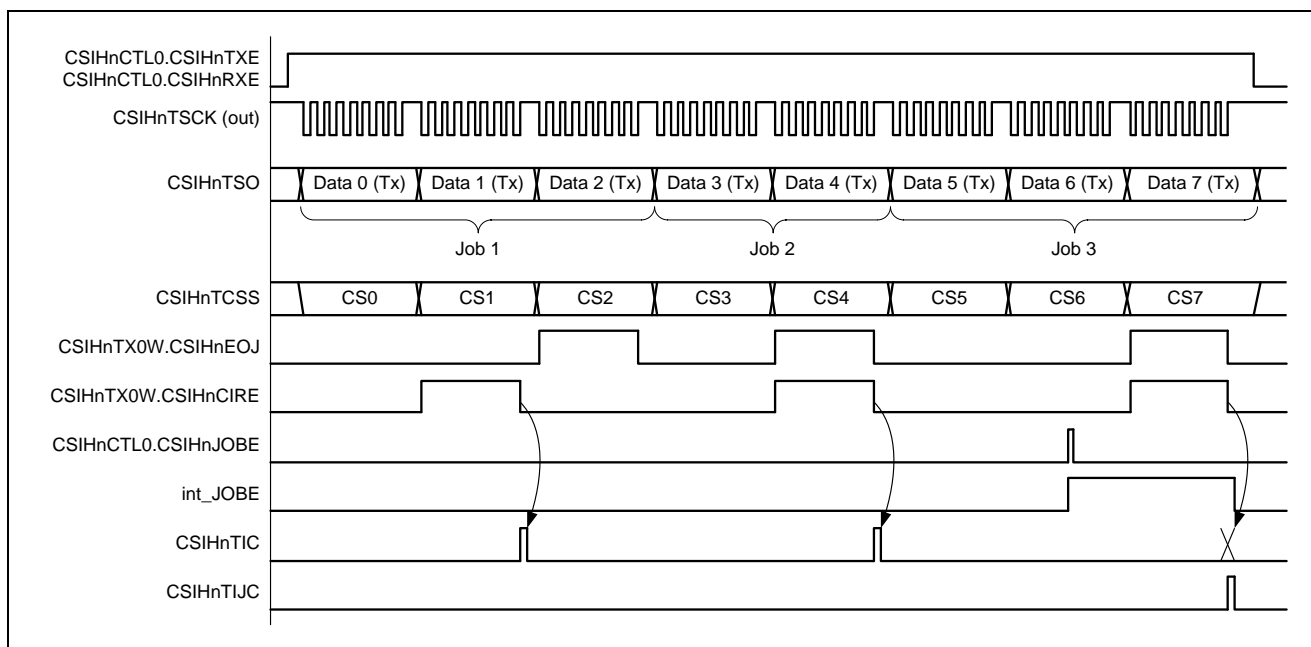 CSIHnCTL0.CSIHnTXE
CSIHnCTL0.CSIHnRXE
CSIHnTSCK (out)
CSIHnTSO Data 0 (Tx) Data 1 (Tx) Data 2 (Tx) Data 3 (Tx) Data 4 (Tx) Data 5 (Tx) Data 6 (Tx) Data 7 (Tx)
Job 1 Job 2 Job 3
CSIHnTCSS CS0 CS1 CS2 CS3 CS4 CS5 CS6 CS7
CSIHnTX0W.CSIHnEOJ
CSIHnTX0W.CSIHnCIRE
CSIHnCTL0.CSIHnJOBE
int_JOBE
CSIHnTIC
CSIHnTIJC